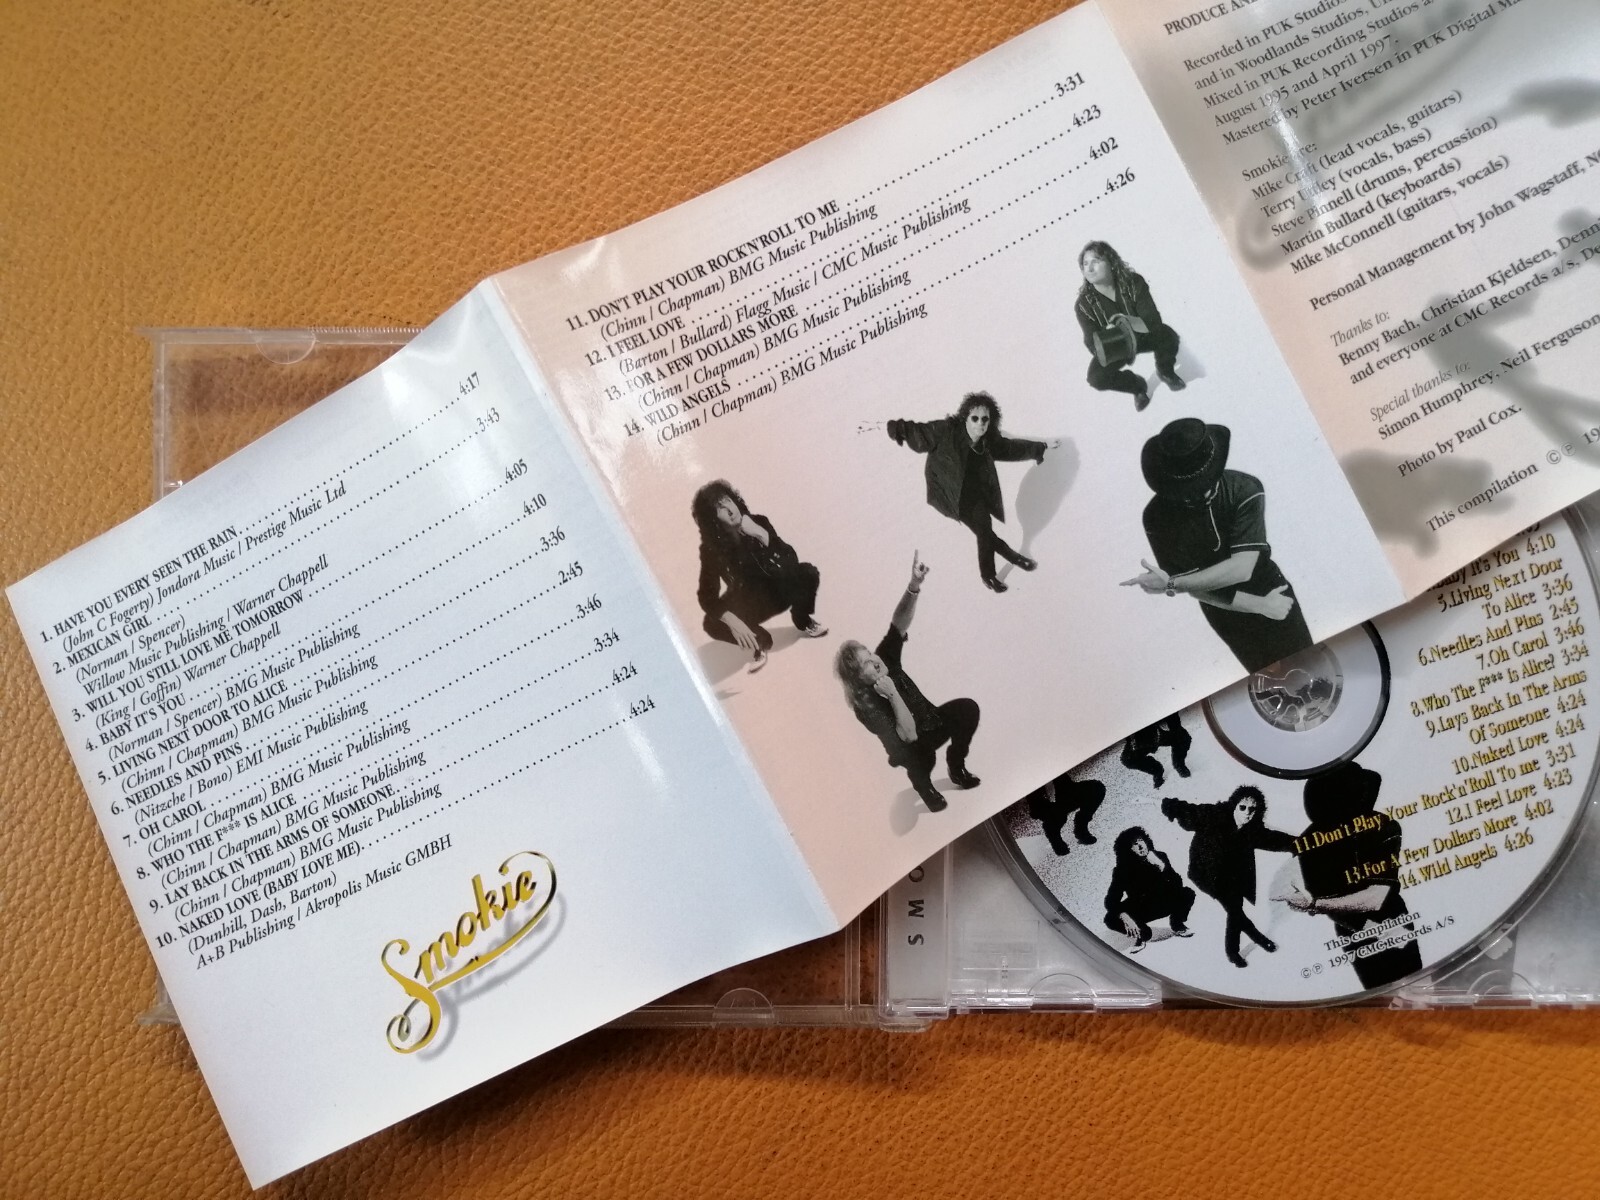 1. HAVE YOU EVERY SEEN THE RAIN 4:17
(John C Fogerty) Jondora Music / Prestige Music Ltd
2. MEXICAN GIRL 3:43
(Norman / Spencer)
Willow Music Publishing / Warner Chappell
3. WILL YOU STILL LOVE ME TOMORROW 4:05
(King / Goffin) Warner Chappell
4. BABY IT'S YOU 4:10
(Norman / Spencer) BMG Music Publishing
5. LIVING NEXT DOOR TO ALICE 3:36
(Chinn / Chapman) BMG Music Publishing
6. NEEDLES AND PINS 2:45
(Nitzche / Bono) EMI Music Publishing
7. OH CAROL 3:46
(Chinn / Chapman) BMG Music Publishing
8. WHO THE F*** IS ALICE 3:34
(Chinn / Chapman) BMG Music Publishing
9. LAY BACK IN THE ARMS OF SOMEONE 4:24
(Chinn / Chapman) BMG Music Publishing
10. NAKED LOVE (BABY LOVE ME) 4:24
(Dunhill, Dash, Barton)
A+B Publishing / Akropolis Music GMBH
Smokie
11. DON'T PLAY YOUR ROCK'N'ROLL TO ME 3:31
(Chinn / Chapman) BMG Music Publishing
12. I FEEL LOVE 4:23
(Barton / Bullard) Flagg Music / CMC Music Publishing
13. FOR A FEW DOLLARS MORE 4:02
(Chinn / Chapman) BMG Music Publishing
14. WILD ANGELS 4:26
(Chinn / Chapman) BMG Music Publishing
PRODUCE
Recorded in PUK Studios
and in Woodlands Studios,
Mixed in PUK Recording Studios
August 1995 and April 1997.
Mastered by Peter Iversen in PUK Digital
Smokie are:
Mike Craft (lead vocals, guitars)
Terry Uttley (vocals, bass)
Steve Pinnell (drums, percussion)
Martin Bullard (keyboards)
Mike McConnell (guitars, vocals)
Personal Management by John Wagstaff,
Thanks to:
Benny Bach, Christian Kjeldsen,
and everyone at CMC Records a/s,
Special thanks to:
Simon Humphrey, Neil Ferguson
Photo by Paul Cox.
This compilation © ℗
Baby It's You 4:10
5.Living Next Door
To Alice 3:36
6.Needles And Pins 2:45
7.Oh Carol 3:46
8.Who The F*** Is Alice? 3:34
9.Lays Back In The Arms
Of Someone 4:24
10.Naked Love 4:24
11.Don't Play Your Rock'n'Roll To me 3:31
12.I Feel Love 4:23
13.For A Few Dollars More 4:02
14.Wild Angels 4:26
This compilation
© ℗ 1997 CMC Records A/S
SMO